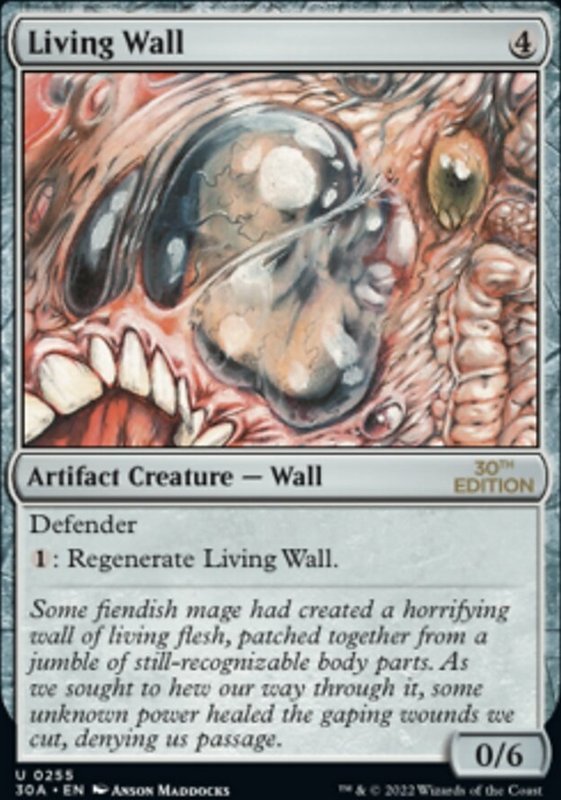 Living Wall 4
Artifact Creature — Wall
30TH EDITION
Defender
1: Regenerate Living Wall.
Some fiendish mage had created a horrifying
wall of living flesh, patched together from a
jumble of still-recognizable body parts. As
we sought to hew our way through it, some
unknown power healed the gaping wounds we
cut, denying us passage.
0/6
U 0255
30A • EN Anson Maddocks
™ & © 2022 Wizards of the Coast